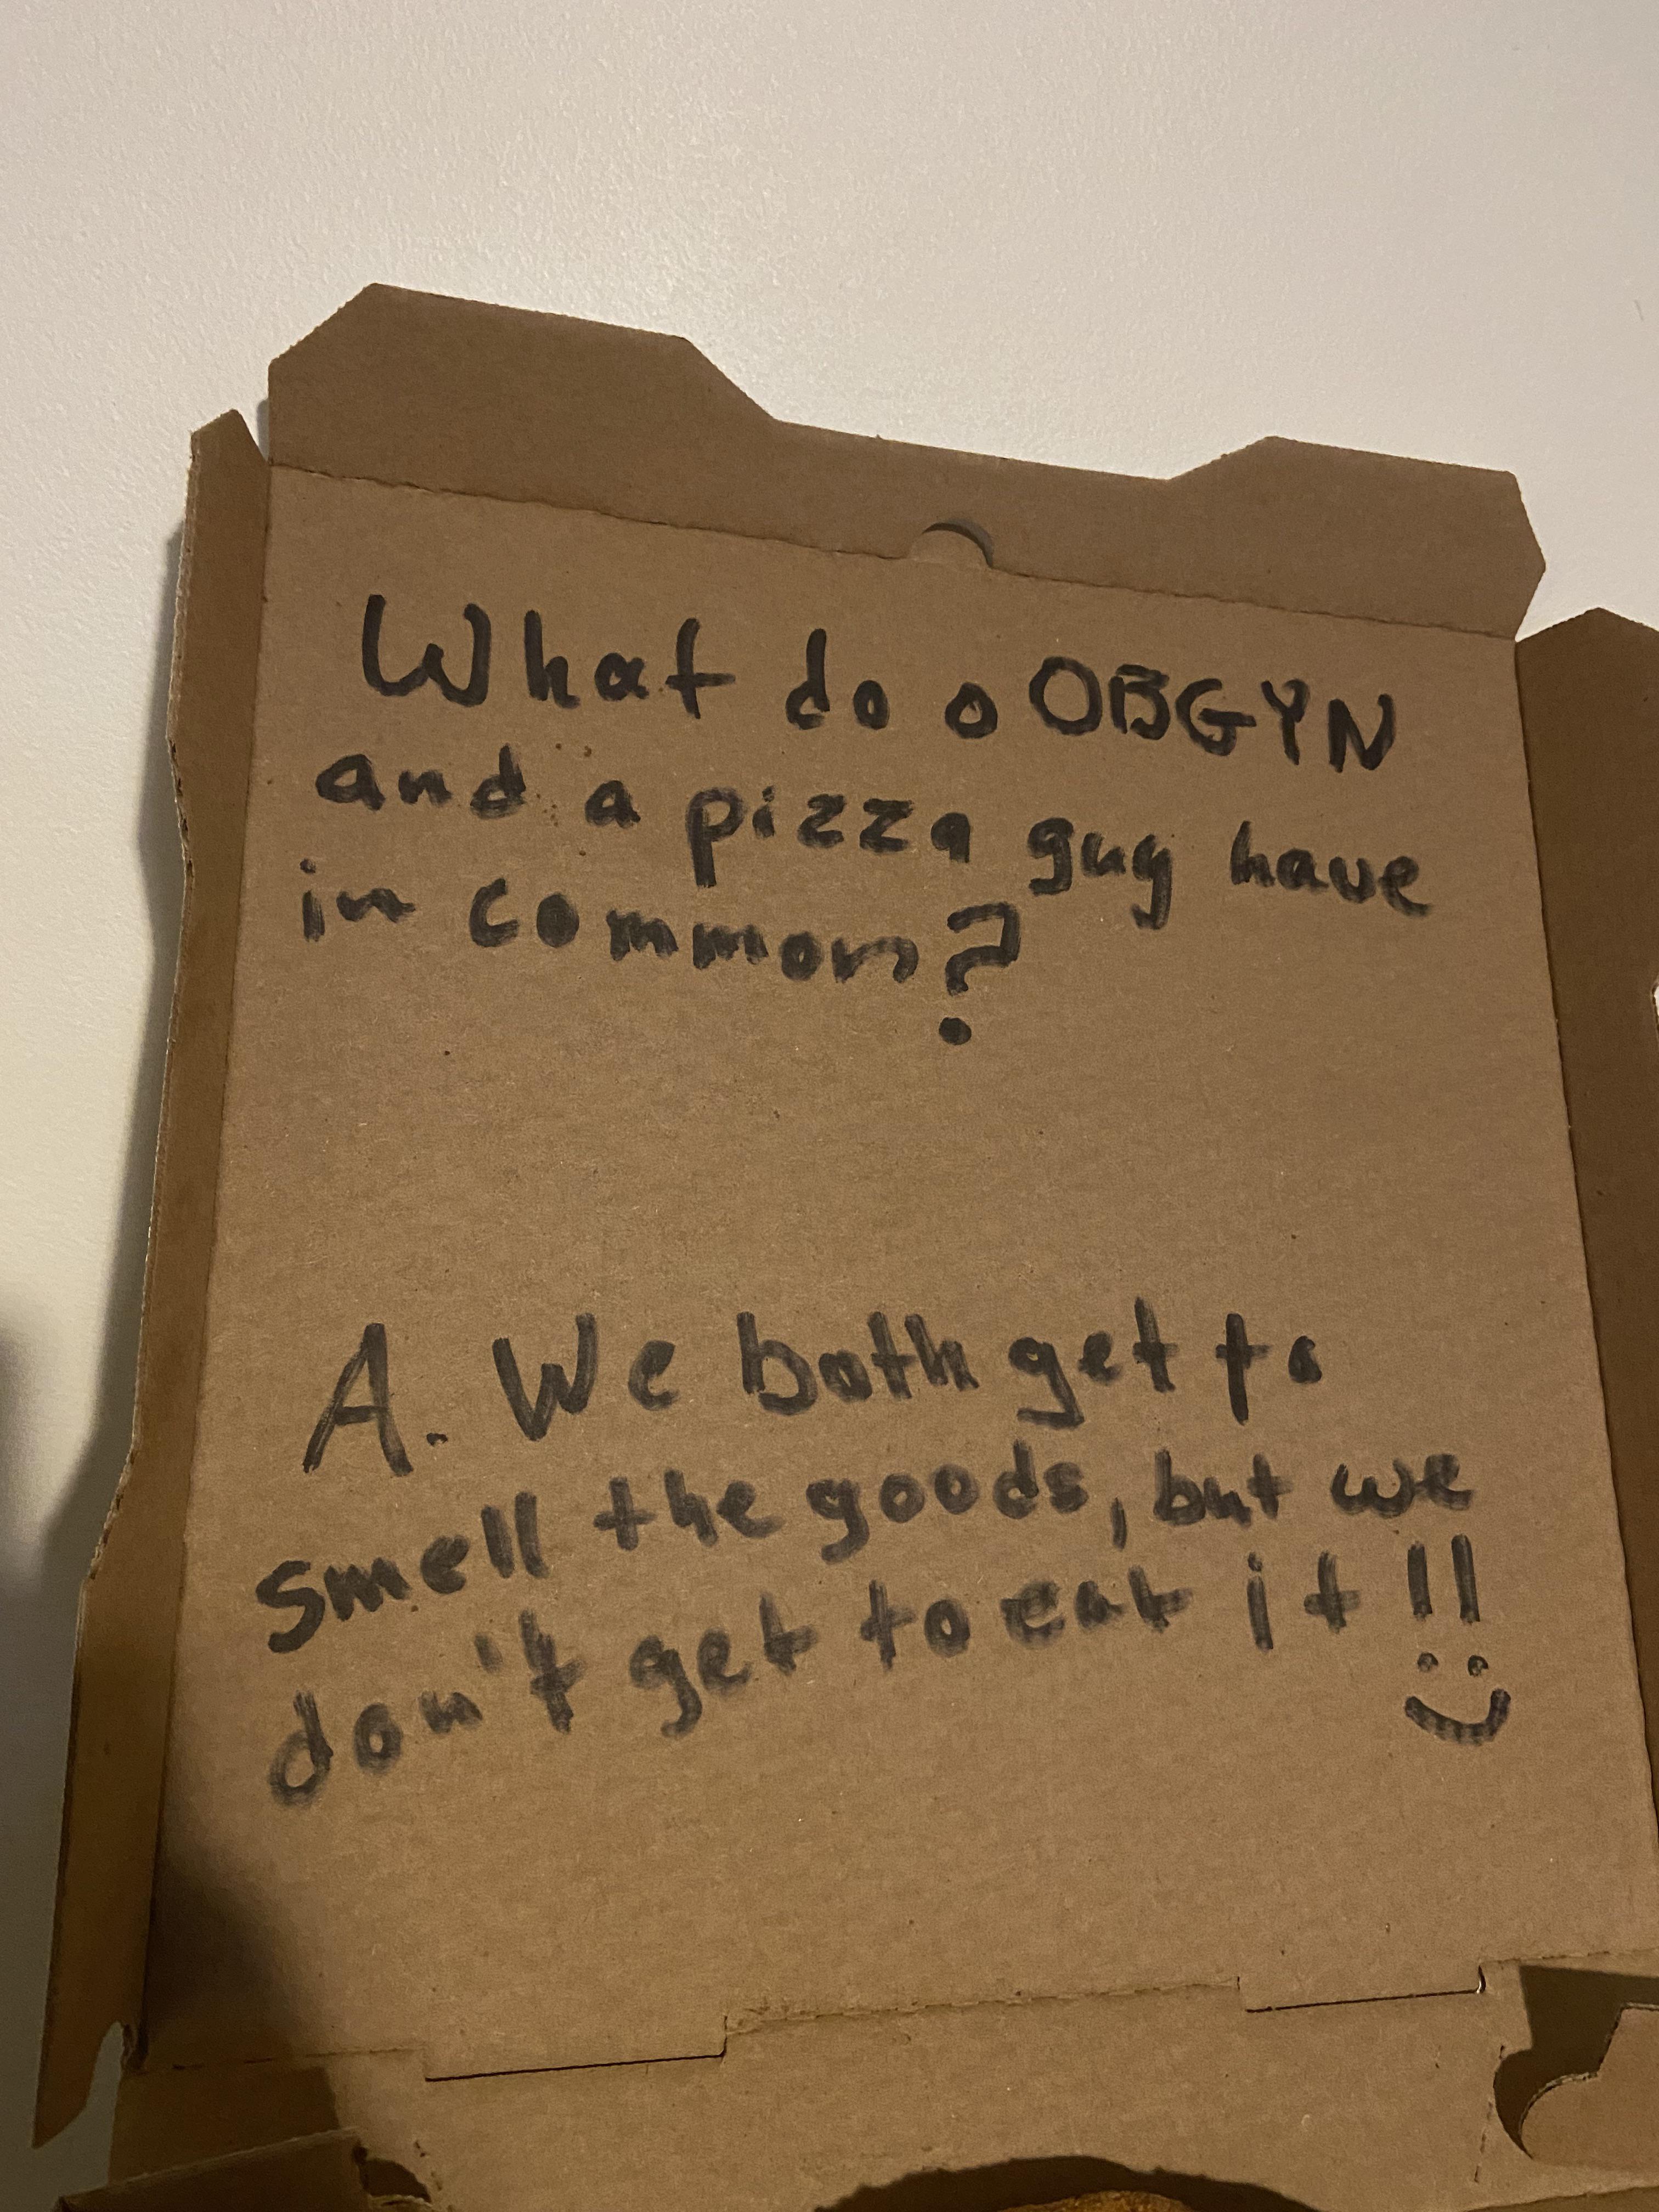 What do a OBGYN
and a pizza guy have
in common?
A. We both get to
smell the goods, but we
don't get to eat it!!